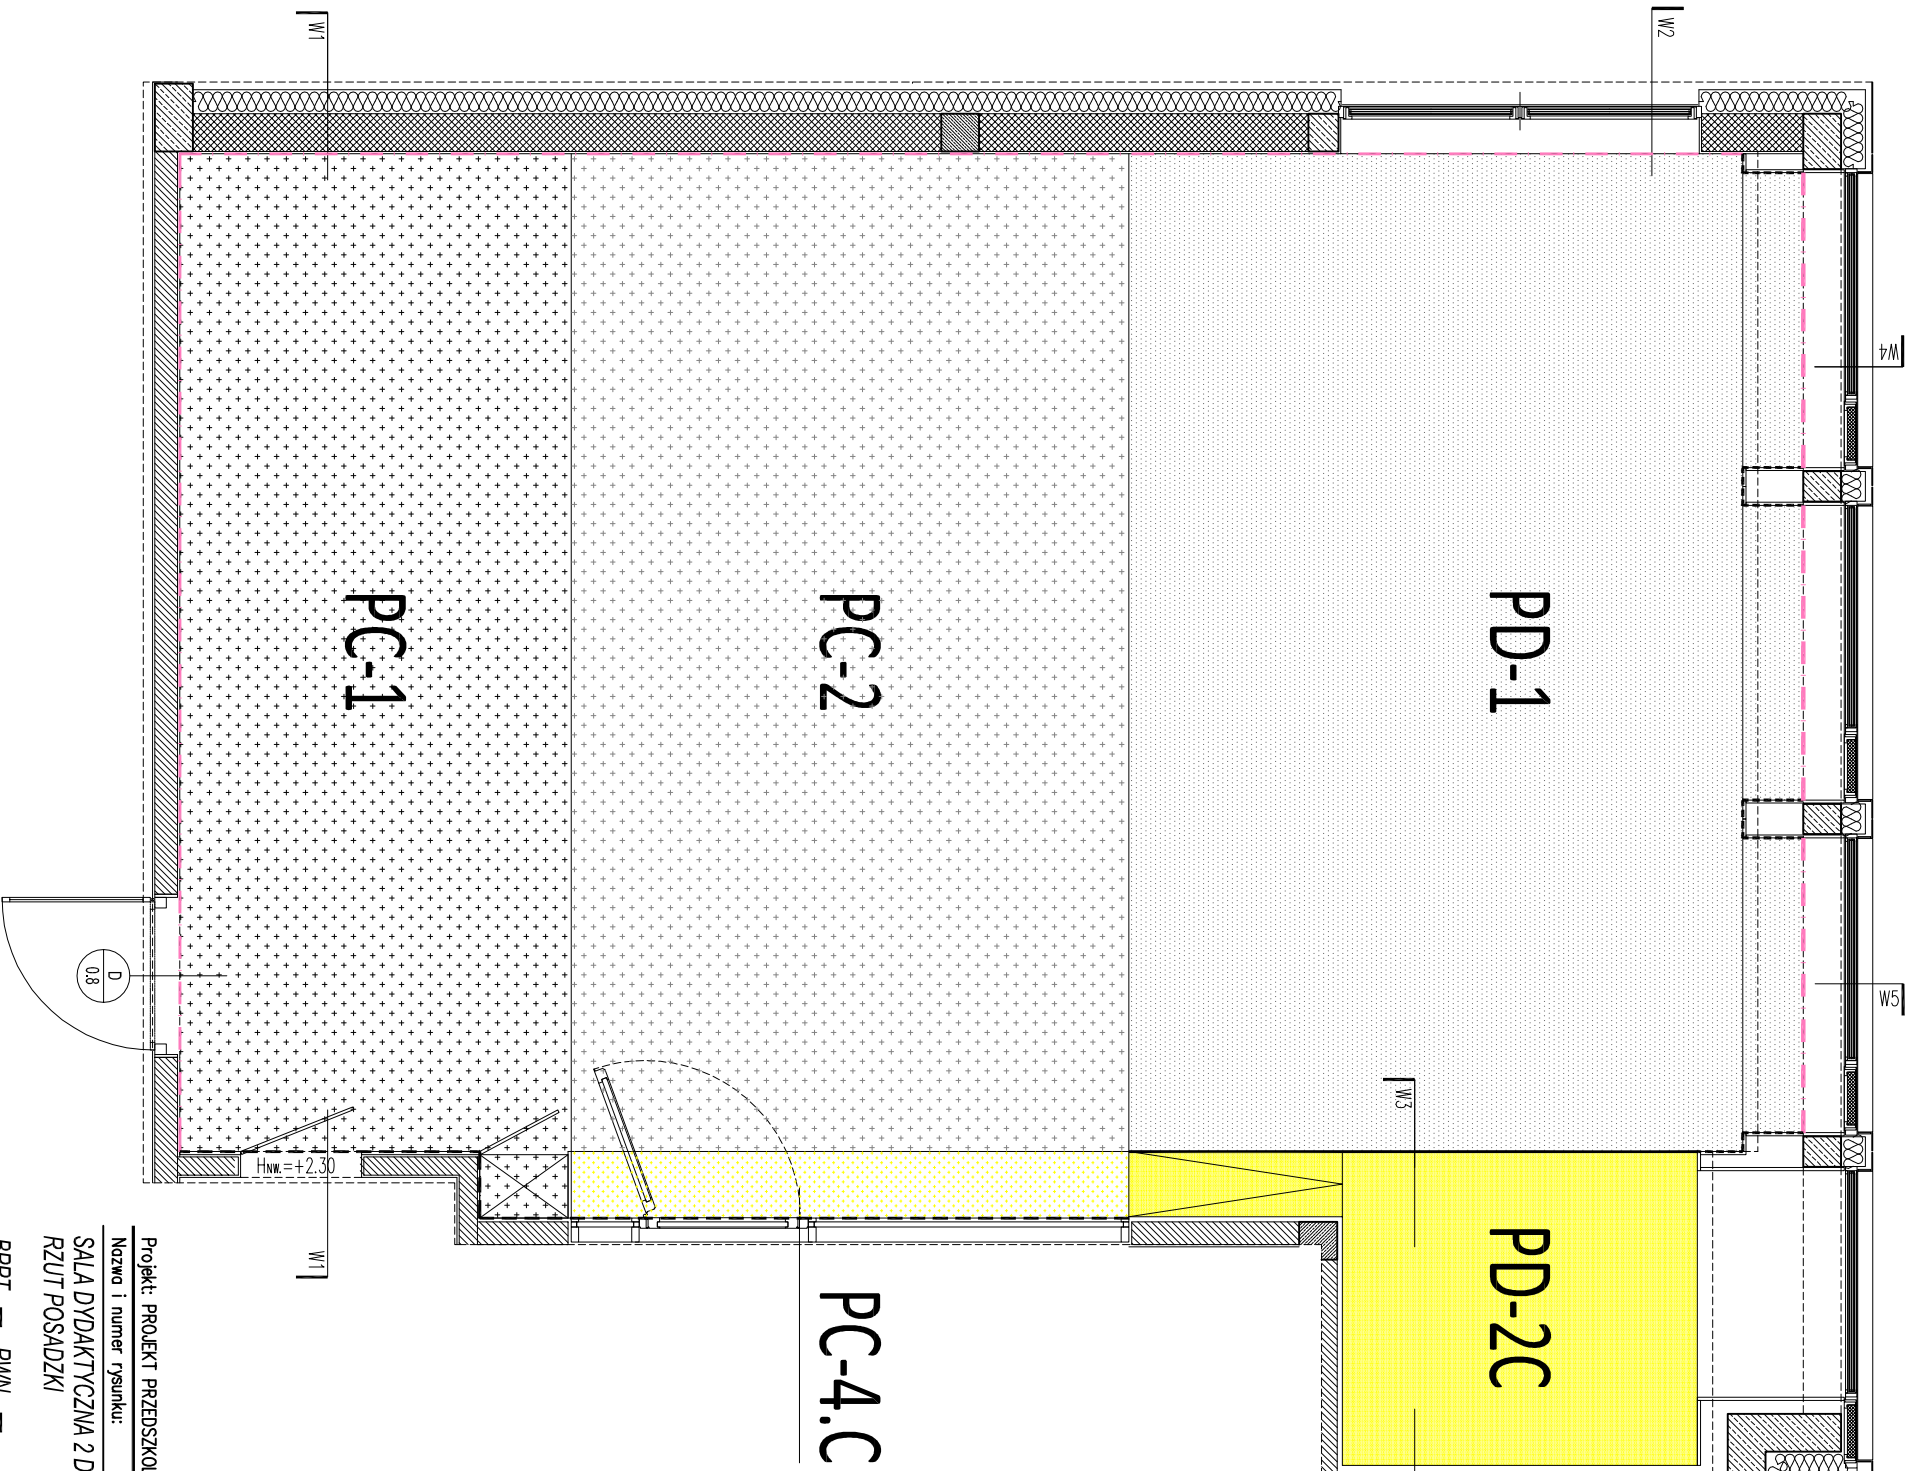 W1
W2
W4
PC-1
PC-2
PD-1
D
0.8
W5
W3
HNW.=+2.30
W1
PD-2C
PC-4.C
Projekt: PROJEKT PRZEDSZKOL
Nazwa i numer rysunku:
SALA DYDAKTYCZNA 2 D
RZUT POSADZKI